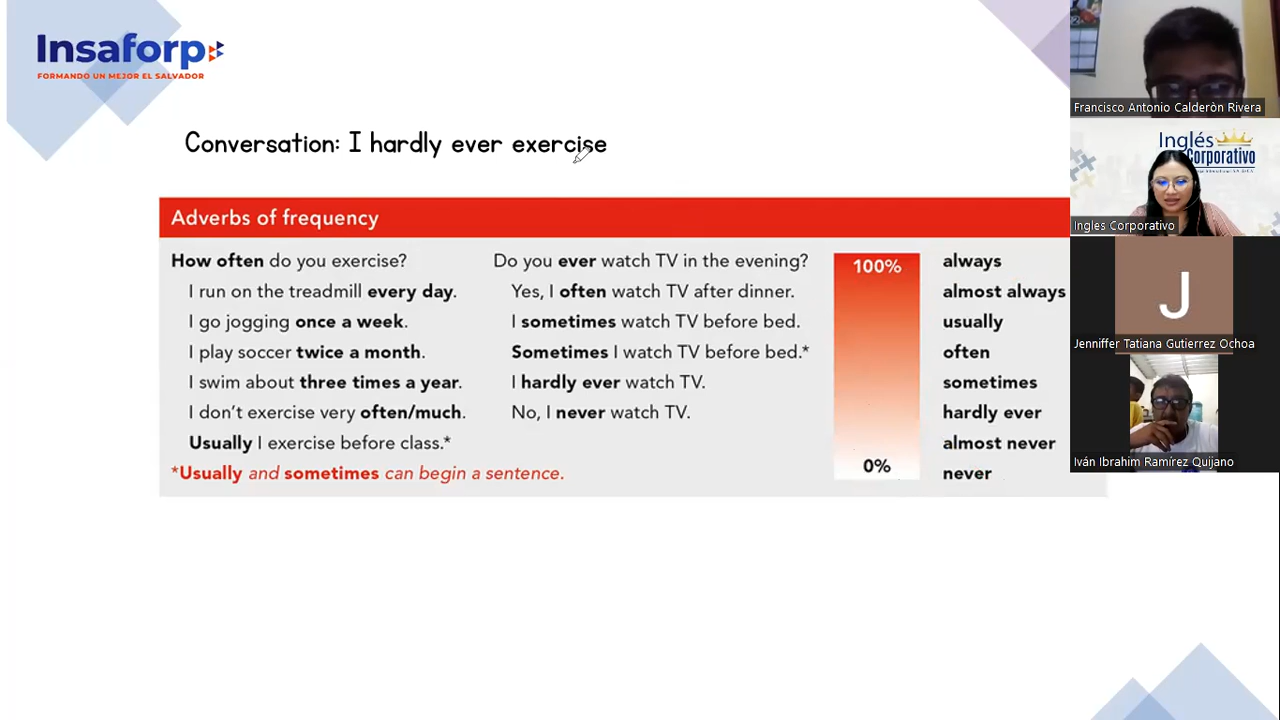 Insaforp
FORMANDO UN MEJOR EL SALVADOR
Conversation: I hardly ever exercise
Adverbs of frequency
How often do you exercise?
I run on the treadmill every day.
I go jogging once a week.
I play soccer twice a month.
I swim about three times a year.
I don't exercise very often/much.
Usually I exercise before class.*
*Usually and sometimes can begin a sentence.
Do you ever watch TV in the evening?
Yes, I often watch TV after dinner.
I sometimes watch TV before bed.
Sometimes I watch TV before bed.*
I hardly ever watch TV.
No, I never watch TV.
100%
0%
always
almost always
usually
often
sometimes
hardly ever
almost never
never
Francisco Antonio Calderòn Rivera
Inglés
Corporativo
Ingles Corporativo
J
Jenniffer Tatiana Gutierrez Ochoa
Iván Ibrahim Ramírez Quijano